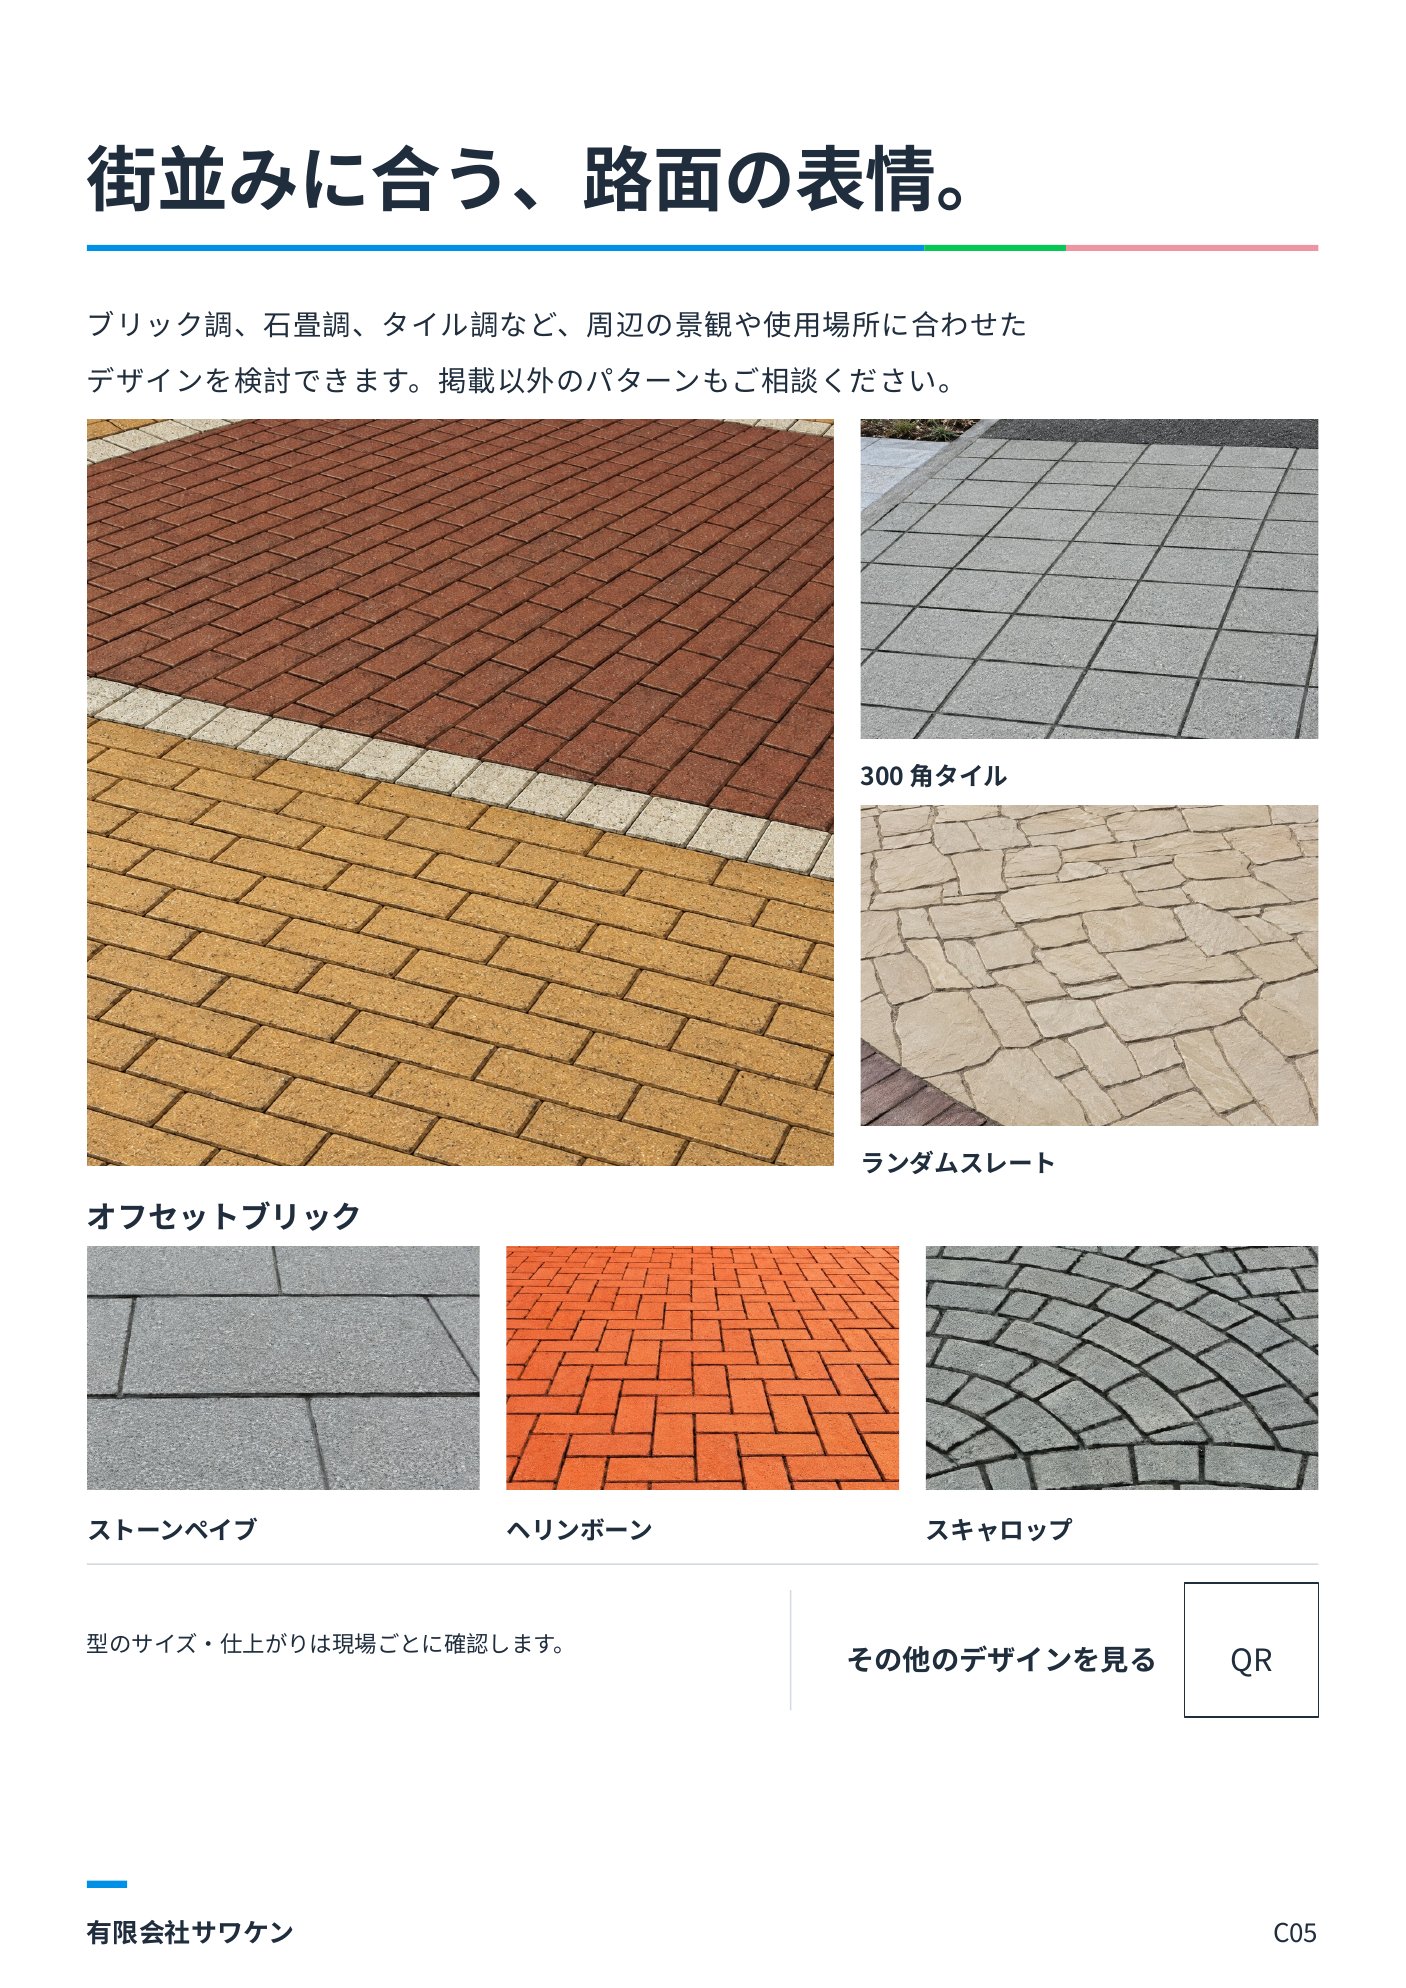 街並みに合う、路面の表情。
ブリック調、石畳調、タイル調など、周辺の景観や使用場所に合わせた
デザインを検討できます。掲載以外のパターンもご相談ください。
300 角タイル
ランダムスレート
オフセットブリック
ストーンペイブ
ヘリンボーン
スキャロップ
型のサイズ・仕上がりは現場ごとに確認します。
その他のデザインを見る
QR
有限会社サワケン
C05